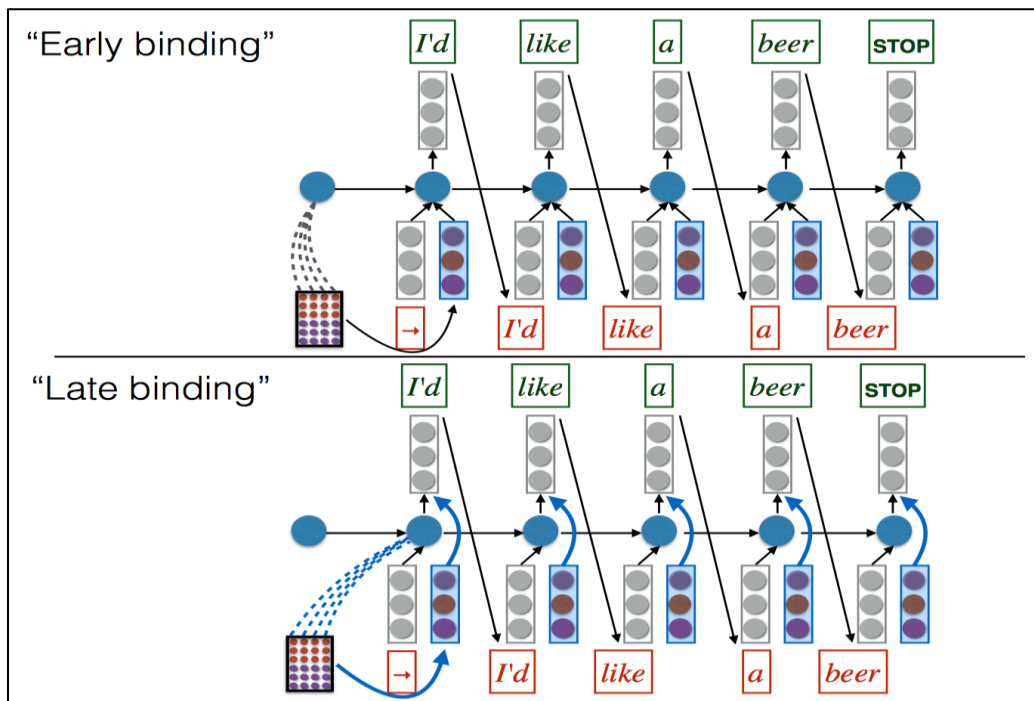 “Early binding”
I'd like a beer STOP
→ I'd like a beer
“Late binding”
I'd like a beer STOP
→ I'd like a beer